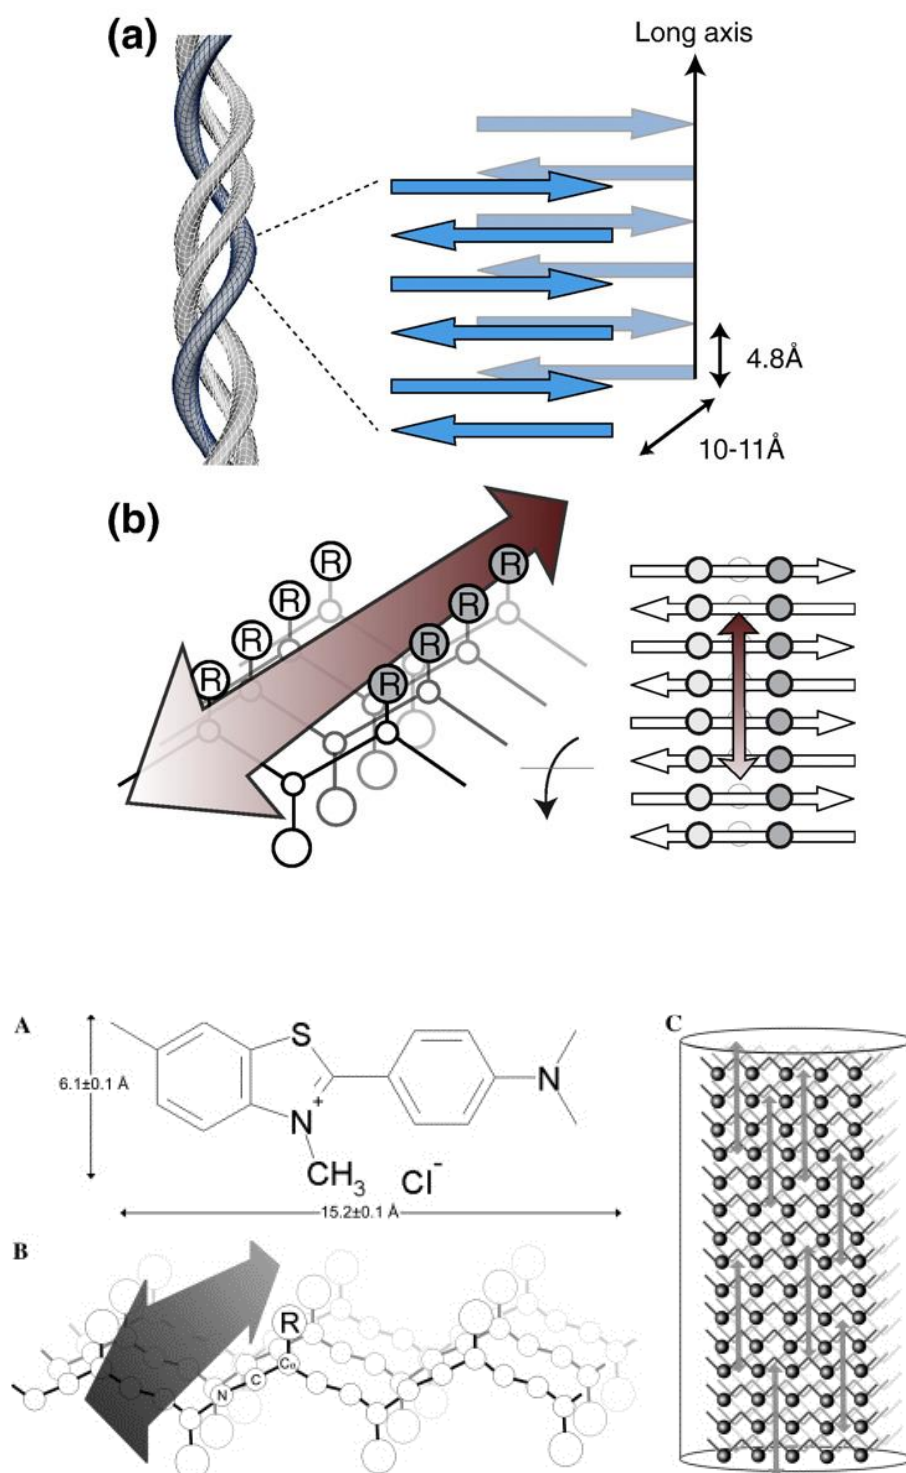 (a)
Long axis
4.8Å
10-11Å
(b)
R
R
R
R
R
R
R
R
A
C
S
6.1±0.1 Å
N
N
+
CH3 Cl-
15.2±0.1 Å
B
R
N C Cα